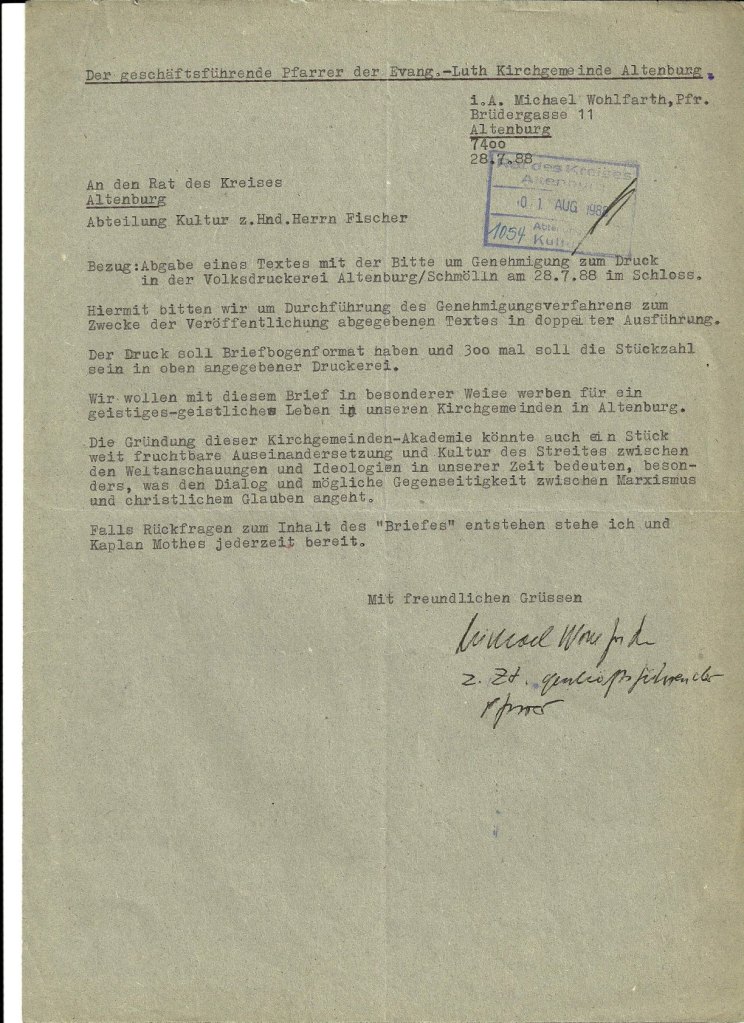 Der geschäftsführende Pfarrer der Evang.-Luth Kirchgemeinde Altenburg.
i.A. Michael Wohlfarth,Pfr.
Brüdergasse 11
Altenburg
74oo
28.7.88
Rat des Kreises
Altenburg
01 AUG 1988
1054
Kultur
An den Rat des Kreises
Altenburg
Abteilung Kultur z.Hnd.Herrn Fischer
Bezug:Abgabe eines Textes mit der Bitte um Genehmigung zum Druck
in der Volksdruckerei Altenburg/Schmölln am 28.7.88 im Schloss.
Hiermit bitten wir um Durchführung des Genehmigungsverfahrens zum
Zwecke der Veröffentlichung abgegebenen Textes in doppelter Ausführung.
Der Druck soll Briefbogenformat haben und 3oo mal soll die Stückzahl
sein in oben angegebener Druckerei.
Wir wollen mit diesem Brief in besonderer Weise werben für ein
geistiges-geistliches Leben in unseren Kirchgemeinden in Altenburg.
Die Gründung dieser Kirchgemeinden-Akademie könnte auch ein Stück
weit fruchtbare Auseinandersetzung und Kultur des Streites zwischen
den Weltanschauungen und Ideologien in unserer Zeit bedeuten, beson-
ders, was den Dialog und mögliche Gegenseitigkeit zwischen Marxismus
und christlichem Glauben angeht.
Falls Rückfragen zum Inhalt des "Briefes" entstehen stehe ich und
Kaplan Mothes jederzeit bereit.
Mit freundlichen Grüssen
Michael Wohlfarth
z. Zt. geschäftsführender
Pfarrer